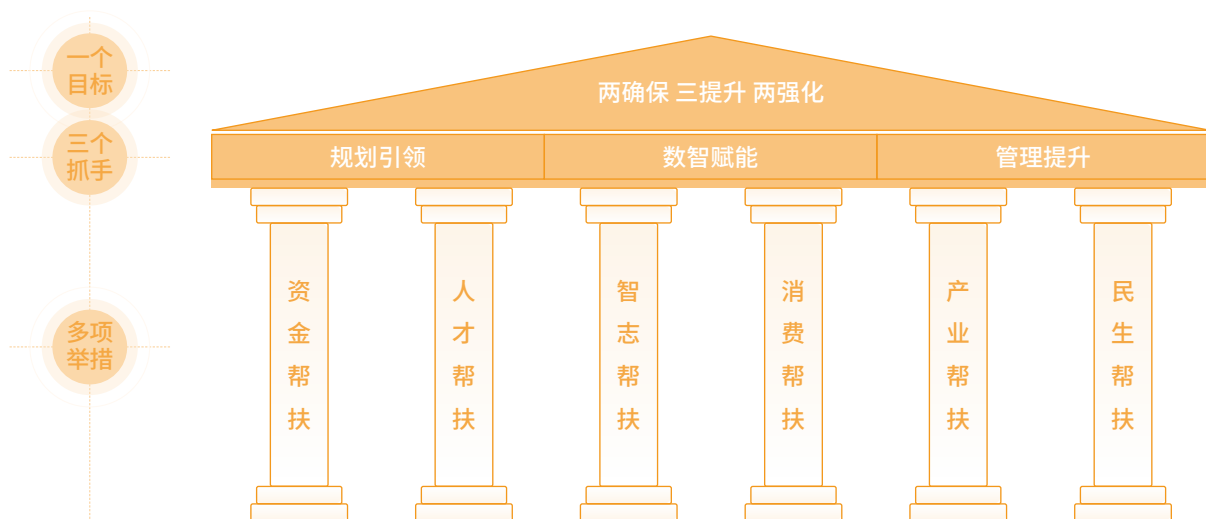 一个
目标
两确保 三提升 两强化
三个
抓手
规划引领
数智赋能
管理提升
多项
举措
资金帮扶
人才帮扶
智志帮扶
消费帮扶
产业帮扶
民生帮扶